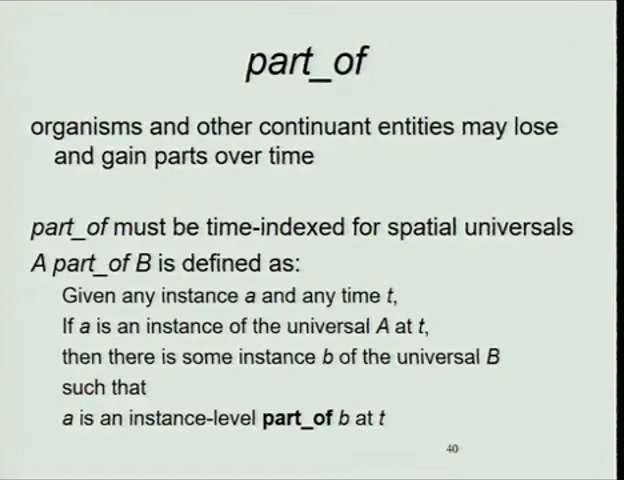 part_of
organisms and other continuant entities may lose
and gain parts over time
part_of must be time-indexed for spatial universals
A part_of B is defined as:
Given any instance a and any time t,
If a is an instance of the universal A at t,
then there is some instance b of the universal B
such that
a is an instance-level part_of b at t
40